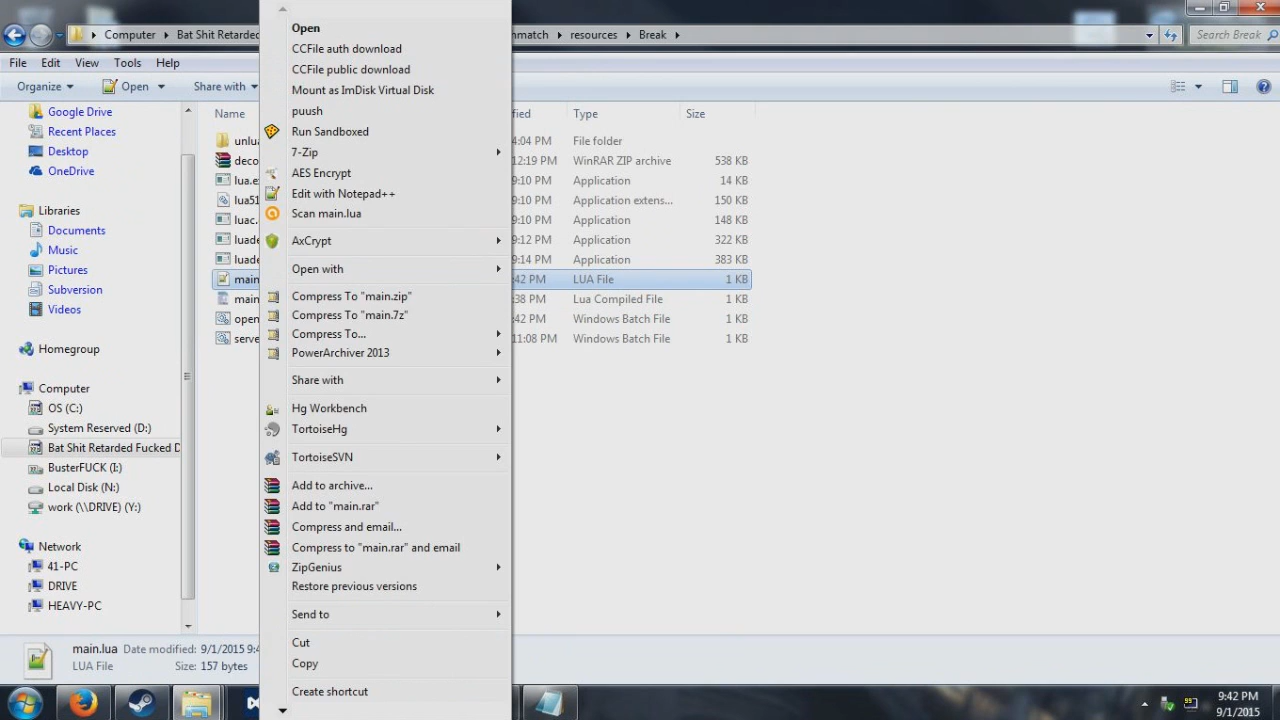 Computer
Bat Shit Retarded
nmatch
resources
Break
Search Break
File Edit View Tools Help
Organize
Open
Share with
Google Drive
Recent Places
Desktop
OneDrive
Libraries
Documents
Music
Pictures
Subversion
Videos
Homegroup
Computer
OS (C:)
System Reserved (D:)
Bat Shit Retarded Fucked D
BusterFUCK (I:)
Local Disk (N:)
work (\\DRIVE) (Y:)
Network
41-PC
DRIVE
HEAVY-PC
Name
unlua
deco
lua.e
lua51
luac.
luade
luade
main
main
open
serve
Open
CCFile auth download
CCFile public download
Mount as ImDisk Virtual Disk
puush
Run Sandboxed
7-Zip
AES Encrypt
Edit with Notepad++
Scan main.lua
AxCrypt
Open with
Compress To "main.zip"
Compress To "main.7z"
Compress To...
PowerArchiver 2013
Share with
Hg Workbench
TortoiseHg
TortoiseSVN
Add to archive...
Add to "main.rar"
Compress and email...
Compress to "main.rar" and email
ZipGenius
Restore previous versions
Send to
Cut
Copy
Create shortcut
fied Type Size
4:04 PM File folder
12:19 PM WinRAR ZIP archive 538 KB
9:10 PM Application 14 KB
9:10 PM Application extens... 150 KB
9:10 PM Application 148 KB
9:12 PM Application 322 KB
9:14 PM Application 383 KB
:42 PM LUA File 1 KB
:38 PM Lua Compiled File 1 KB
:42 PM Windows Batch File 1 KB
11:08 PM Windows Batch File 1 KB
main.lua Date modified: 9/1/2015 9:4
LUA File Size: 157 bytes
9:42 PM
9/1/2015